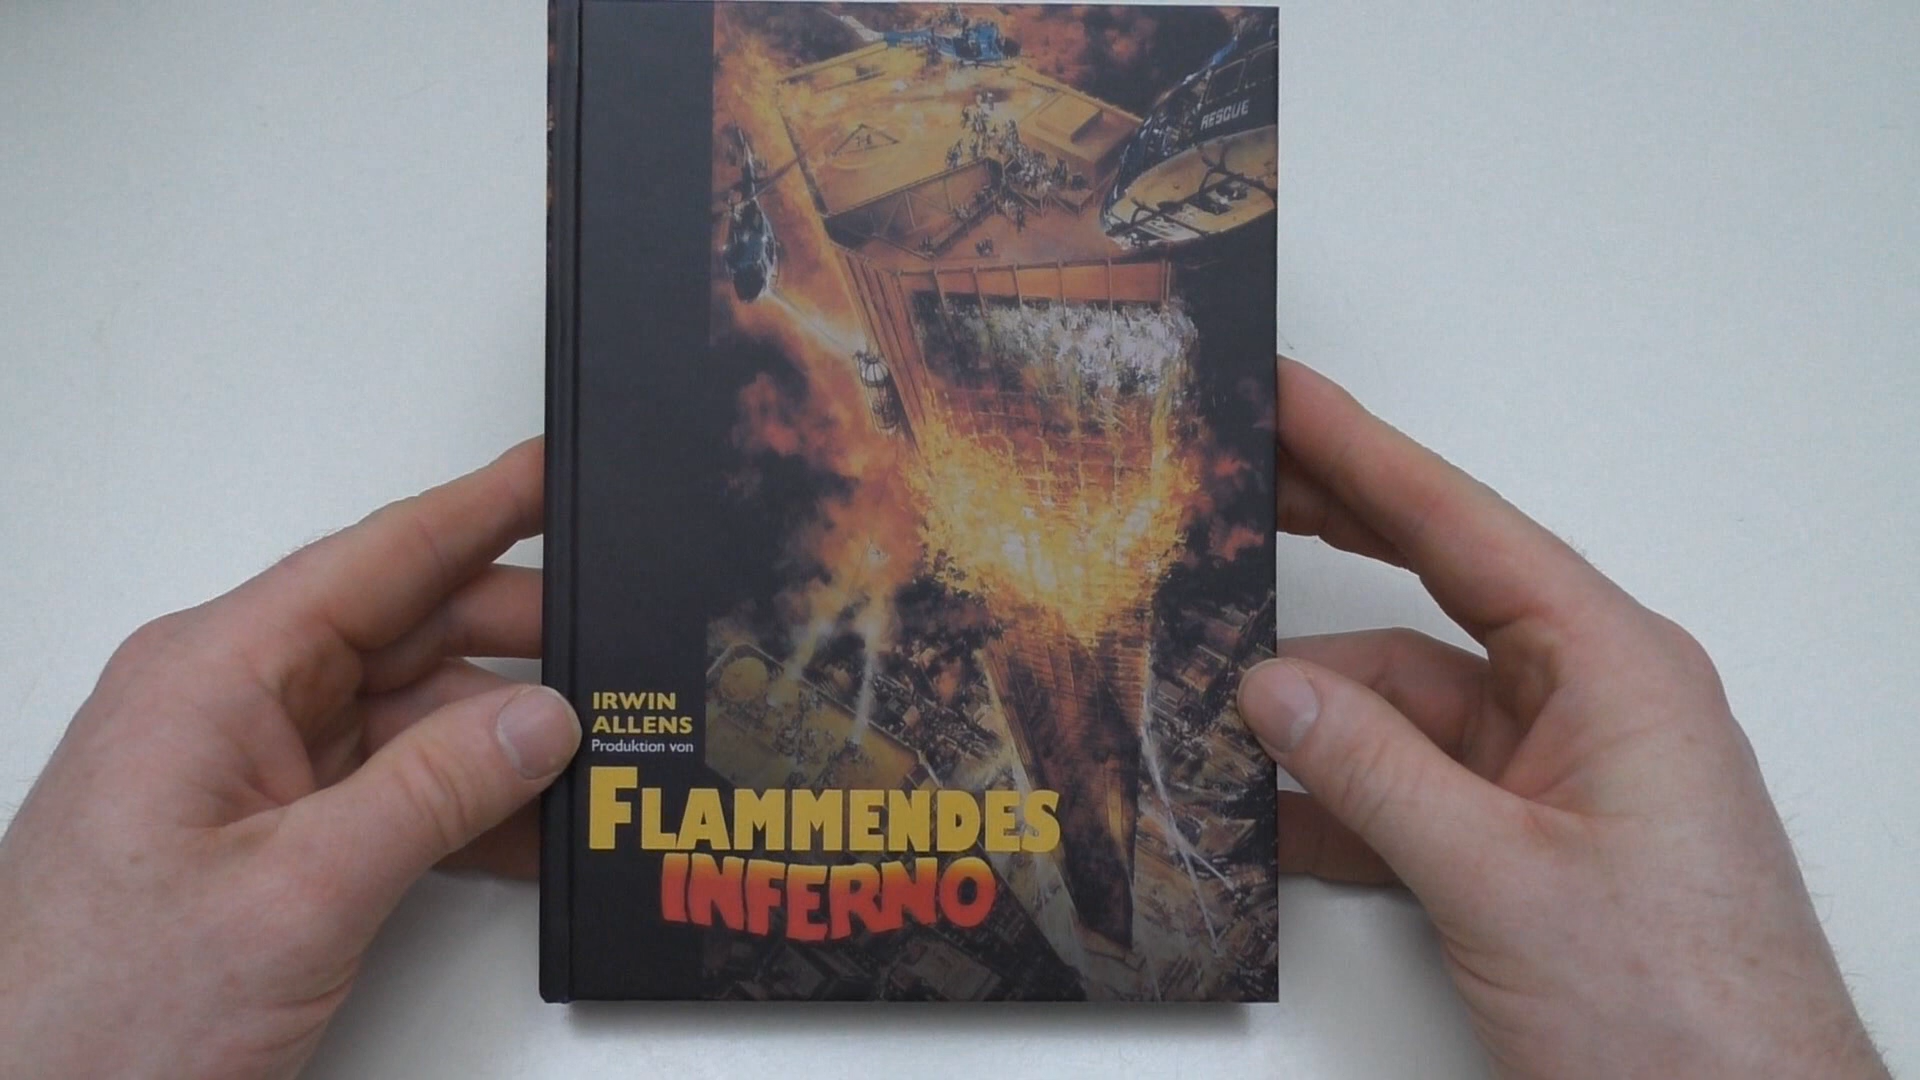 RESCUE
IRWIN
ALLENS
Produktion von
FLAMMENDES
INFERNO